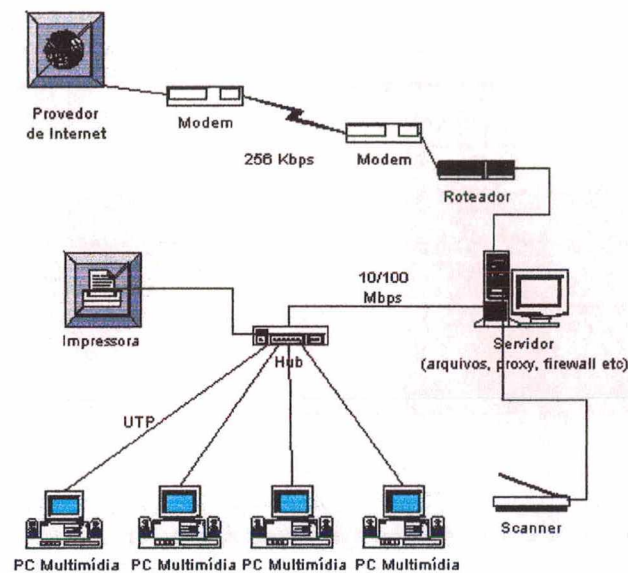 Provedor
de Internet
Modem
256 Kbps
Modem
Roteador
Impressora
10/100
Mbps
Hub
Servidor
(arquivos, proxy, firewall etc)
UTP
Scanner
PC Multimídia
PC Multimídia
PC Multimídia
PC Multimídia